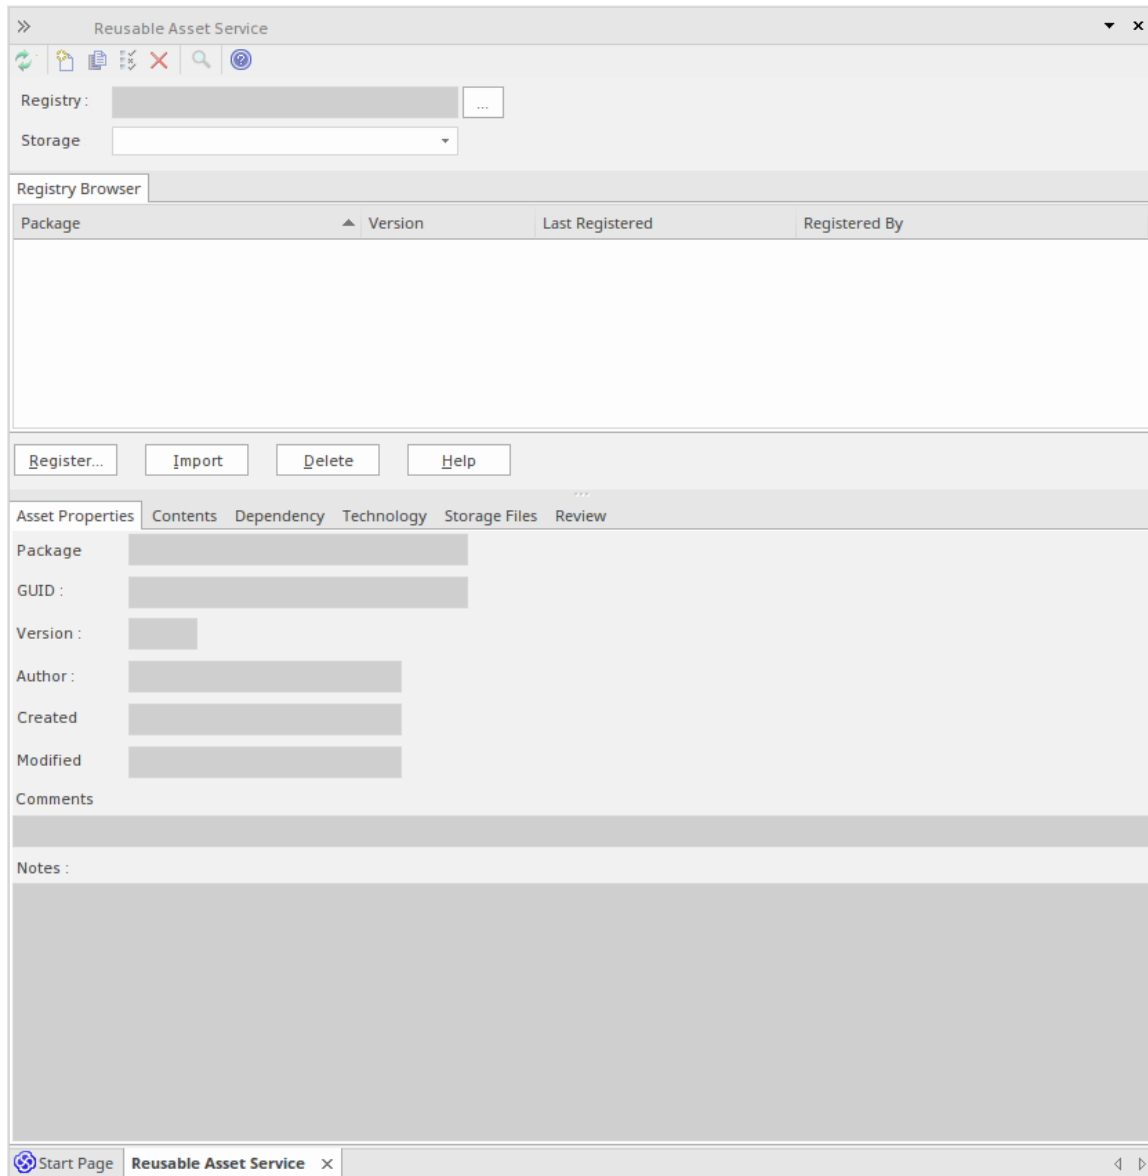 Reusable Asset Service
Registry :
...
Storage
Registry Browser
Package Version Last Registered Registered By
Register... Import Delete Help
Asset Properties Contents Dependency Technology Storage Files Review
Package
GUID :
Version :
Author :
Created
Modified
Comments
Notes :
Start Page Reusable Asset Service